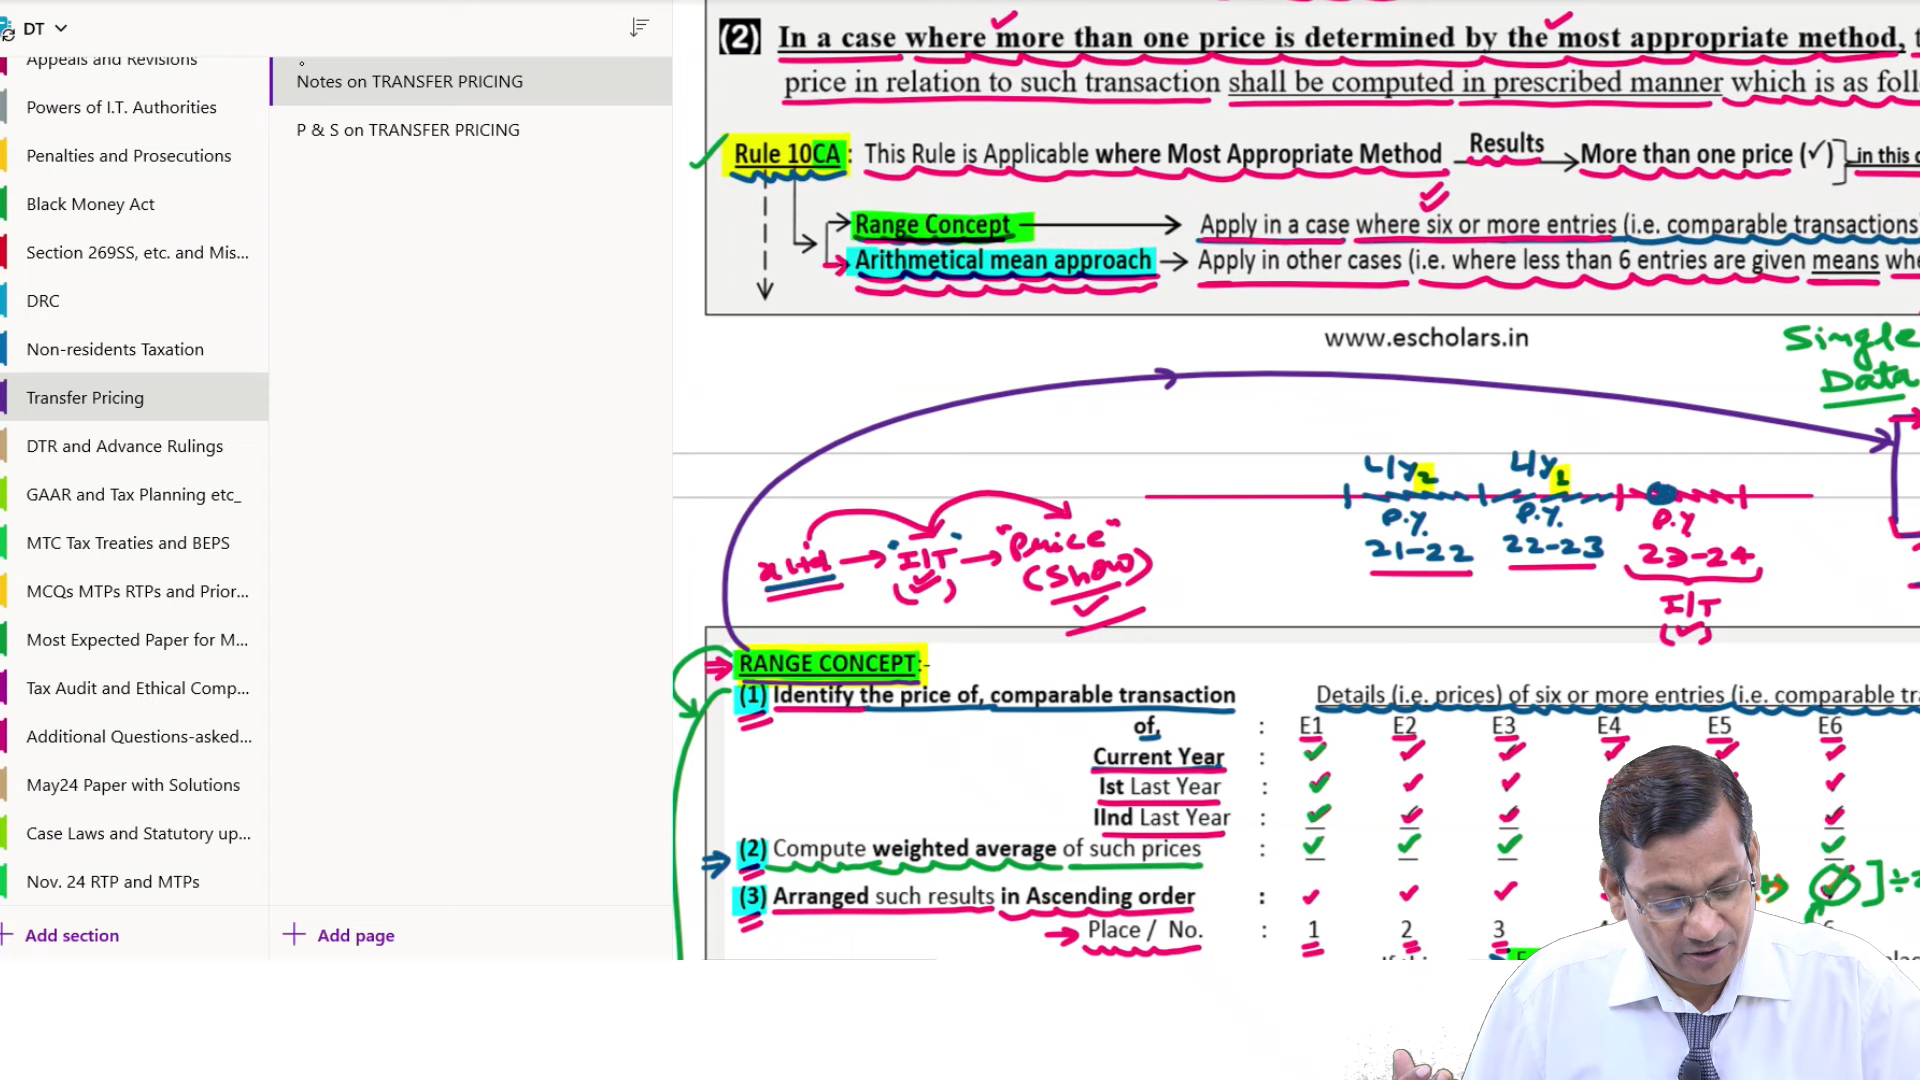 DT
Appeals and Revisions
Powers of I.T. Authorities
Penalties and Prosecutions
Black Money Act
Section 269SS, etc. and Mis...
DRC
Non-residents Taxation
Transfer Pricing
DTR and Advance Rulings
GAAR and Tax Planning etc_
MTC Tax Treaties and BEPS
MCQs MTPs RTPs and Prior...
Most Expected Paper for M...
Tax Audit and Ethical Comp...
Additional Questions-asked...
May24 Paper with Solutions
Case Laws and Statutory up...
Nov. 24 RTP and MTPs
+ Add section
Notes on TRANSFER PRICING
P & S on TRANSFER PRICING
+ Add page
(2) In a case where more than one price is determined by the most appropriate method,
price in relation to such transaction shall be computed in prescribed manner which is as
Rule 10CA : This Rule is Applicable where Most Appropriate Method Results → More than one price (✓) in this
Range Concept → Apply in a case where six or more entries (i.e. comparable transactions)
Arithmetical mean approach → Apply in other cases (i.e. where less than 6 entries are given means
www.escholars.in
Single
Data
L/Y2 L/Y1
P.Y. P.Y. P.Y
21-22 22-23 23-24
I/T
(✓)
x Ltd → I/T → "Price"
(✓) (Show)
✓
RANGE CONCEPT:-
(1) Identify the price of, comparable transaction Details (i.e. prices) of six or more entries (i.e. comparable
of, : E1 E2 E3 E4 E5 E6
Current Year :
Ist Last Year :
IInd Last Year :
(2) Compute weighted average of such prices :
(3) Arranged such results in Ascending order :
Place / No. : 1 2 3